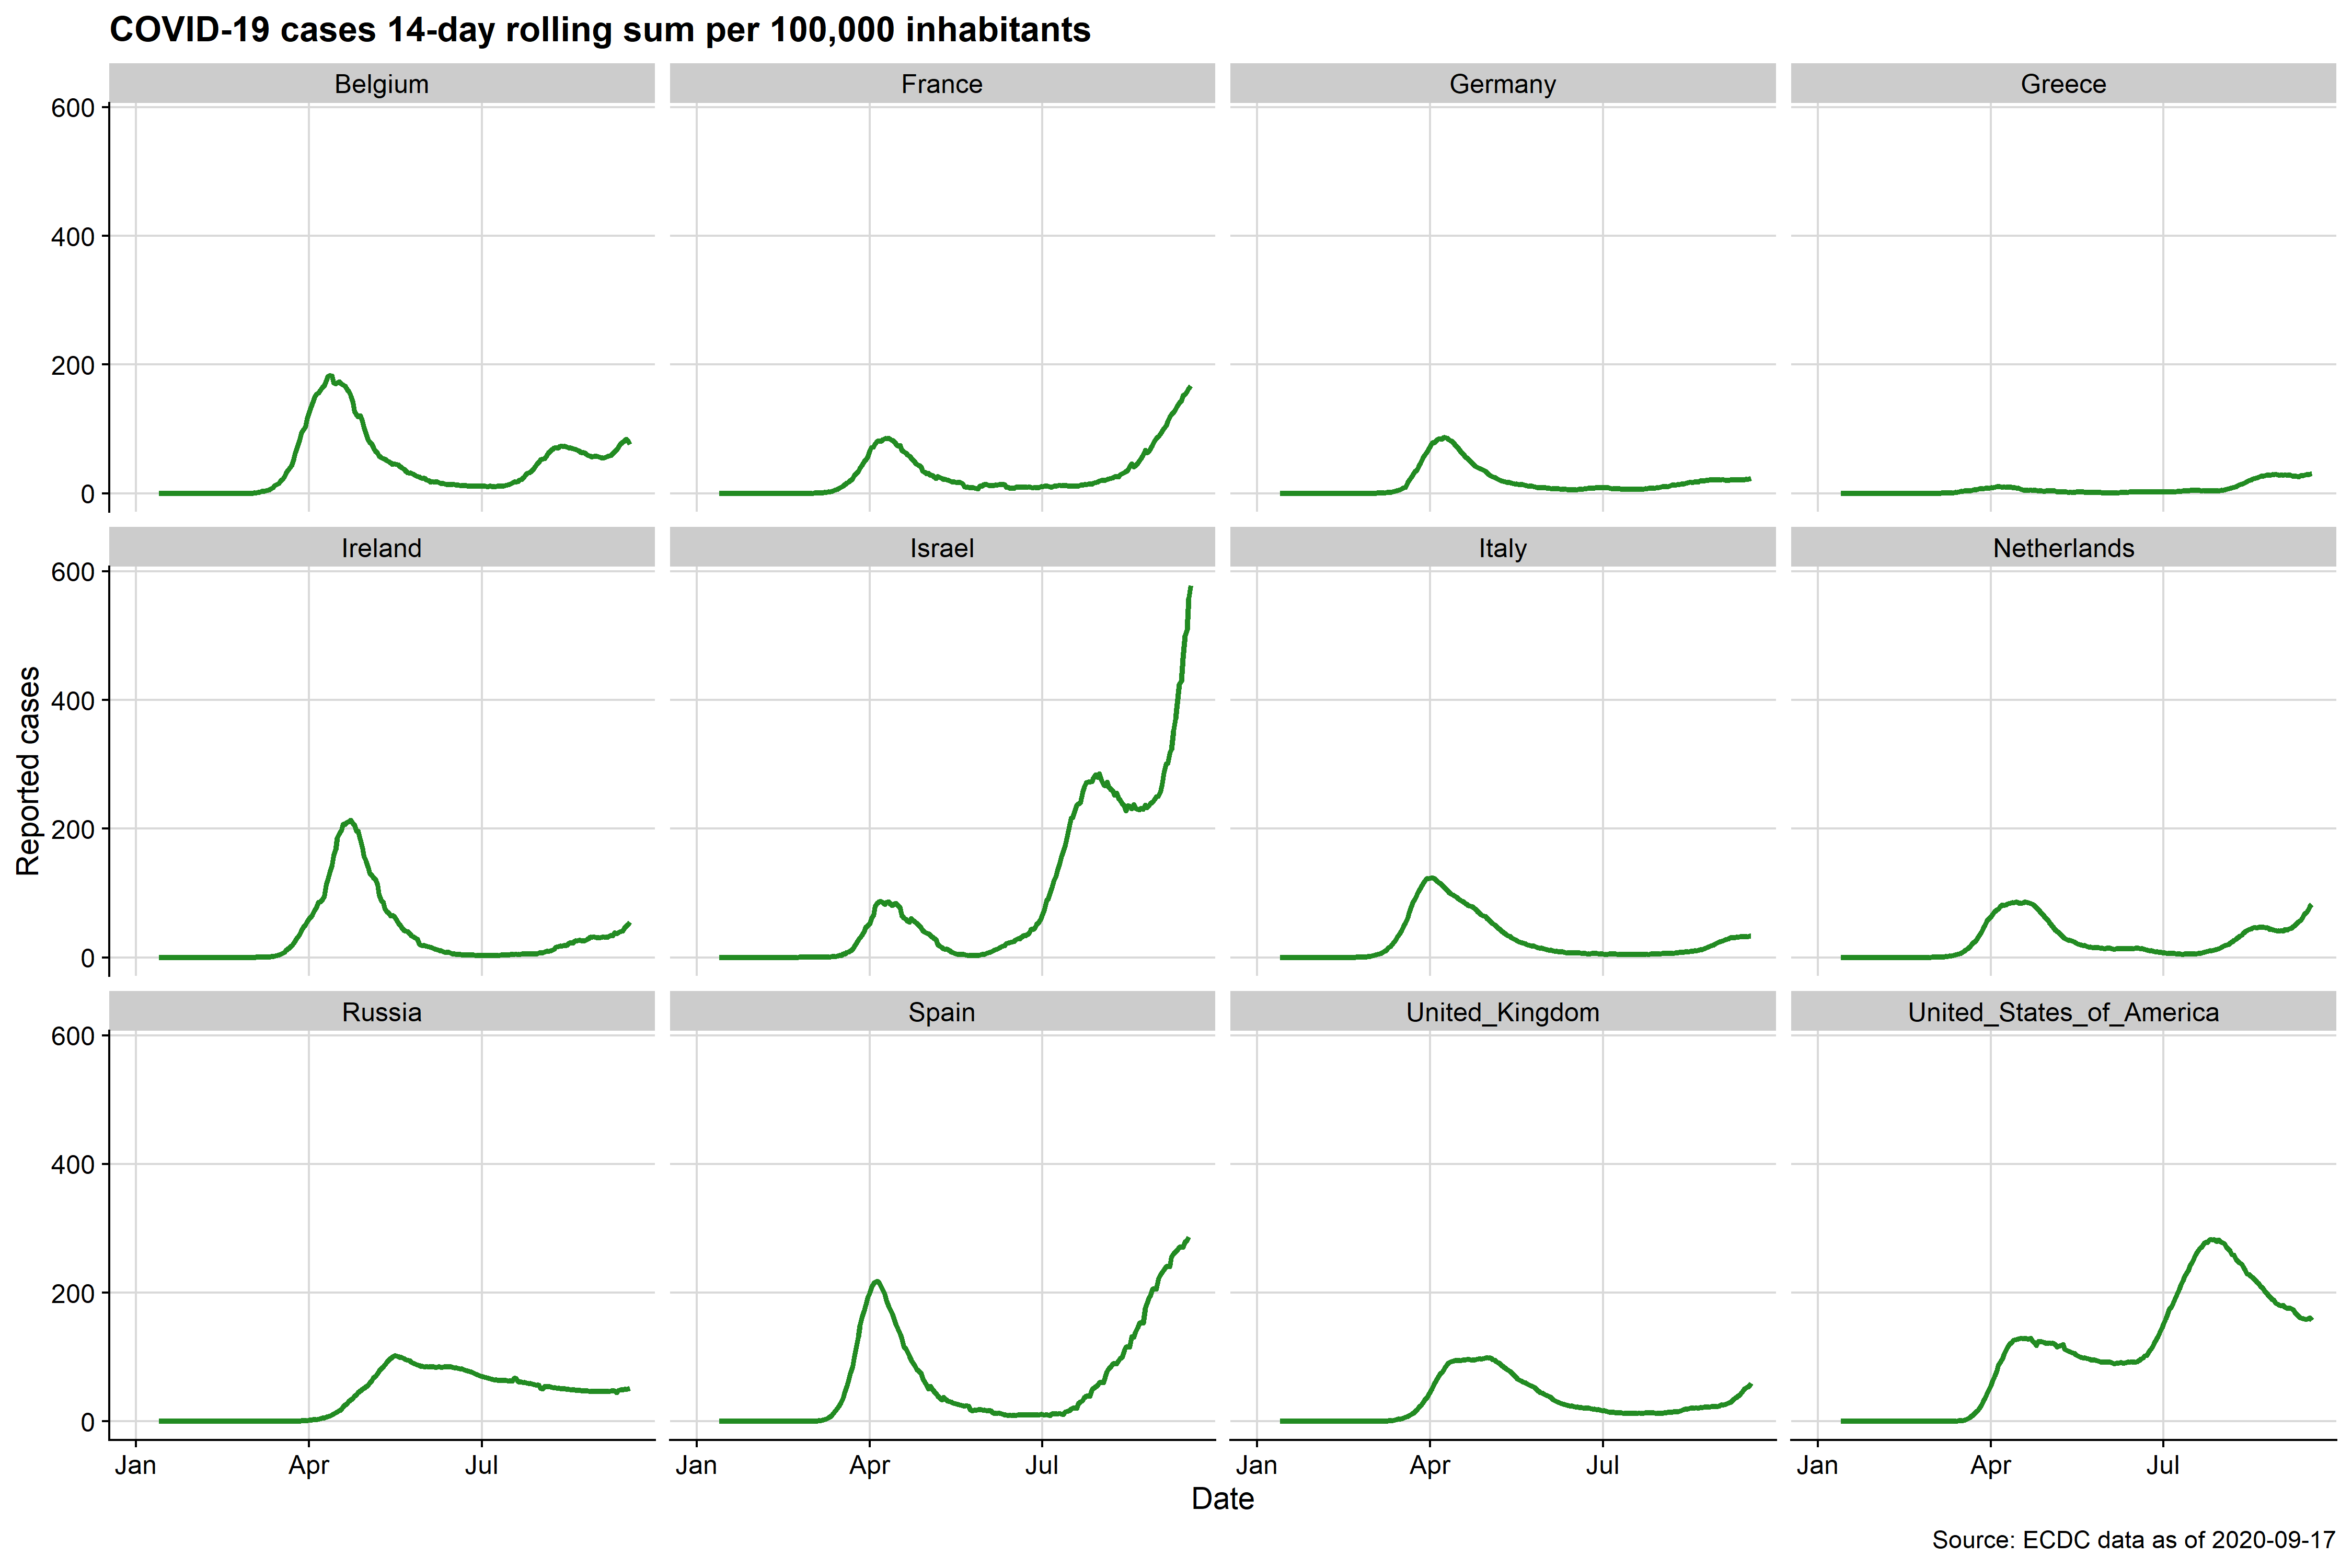 COVID-19 cases 14-day rolling sum per 100,000 inhabitants
Belgium France Germany Greece
600
400
200
0
Ireland Israel Italy Netherlands
600
400
200
0
Reported cases
Russia Spain United_Kingdom United_States_of_America
600
400
200
0
Jan Apr Jul Jan Apr Jul Jan Apr Jul Jan Apr Jul
Date
Source: ECDC data as of 2020-09-17